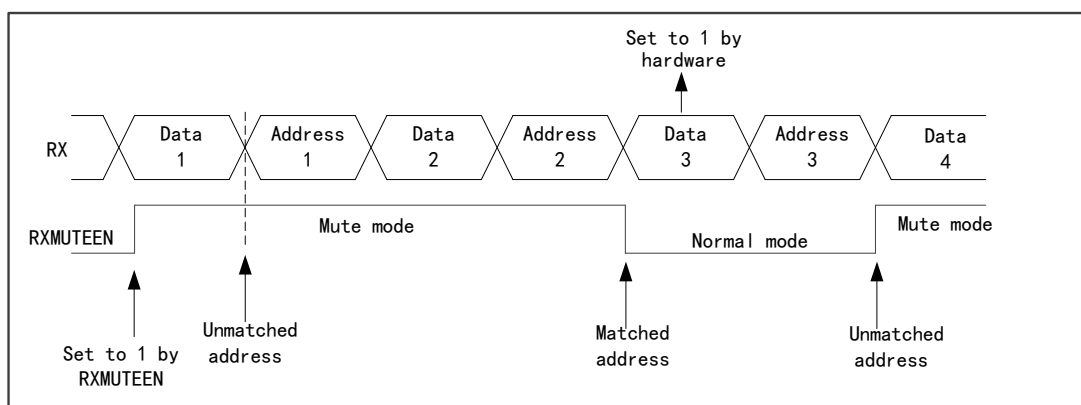 Set to 1 by
hardware
RX
Data
1
Address
1
Data
2
Address
2
Data
3
Address
3
Data
4
RXMUTEEN
Mute mode
Normal mode
Mute mode
Set to 1 by
RXMUTEEN
Unmatched
address
Matched
address
Unmatched
address